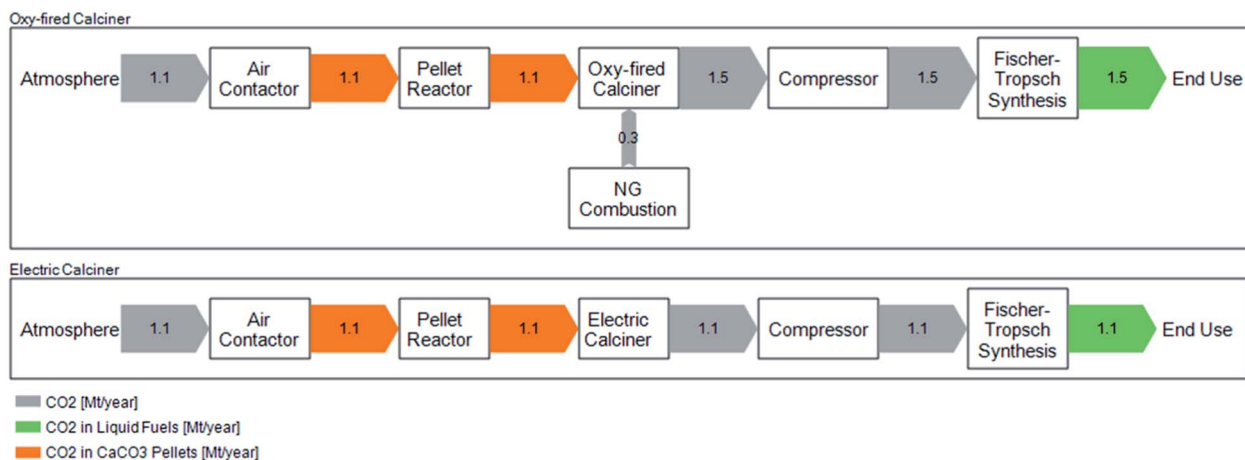 Oxy-fired Calciner
Atmosphere
1.1
Air
Contactor
1.1
Pellet
Reactor
1.1
Oxy-fired
Calciner
1.5
Compressor
1.5
Fischer-
Tropsch
Synthesis
1.5
End Use
0.3
NG
Combustion
Electric Calciner
Atmosphere
1.1
Air
Contactor
1.1
Pellet
Reactor
1.1
Electric
Calciner
1.1
Compressor
1.1
Fischer-
Tropsch
Synthesis
1.1
End Use
CO2 [Mt/year]
CO2 in Liquid Fuels [Mt/year]
CO2 in CaCO3 Pellets [Mt/year]